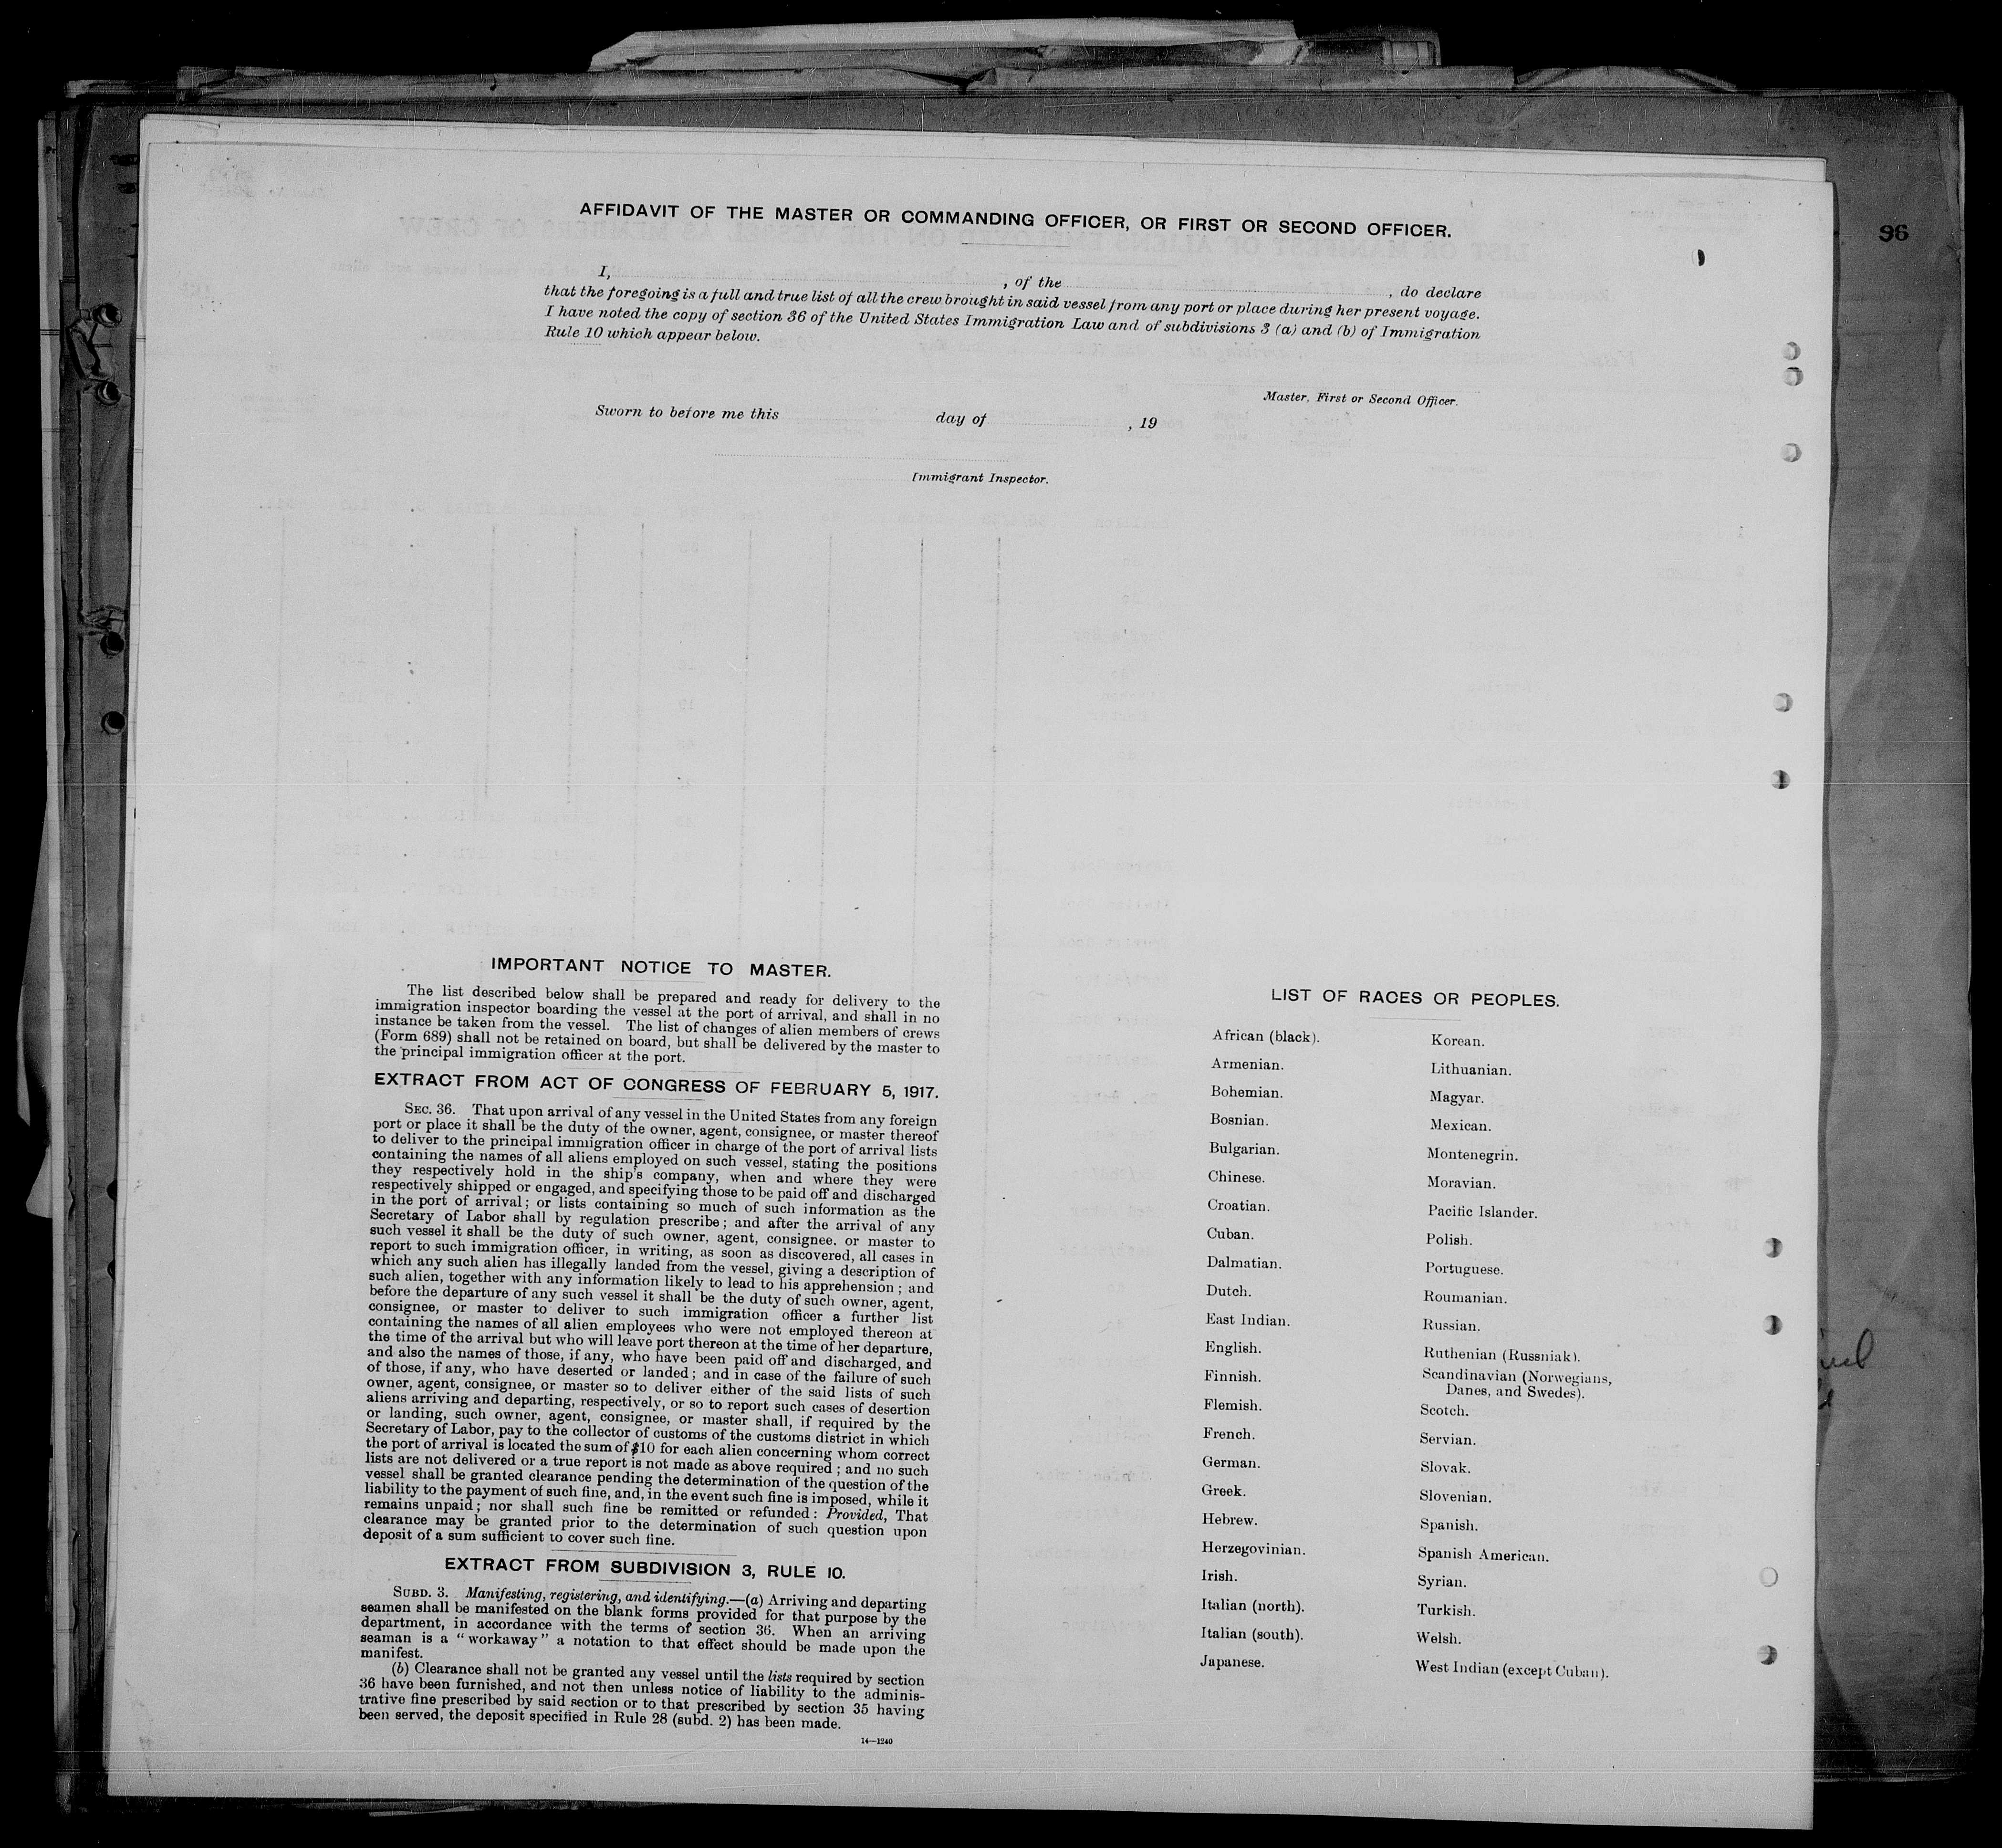 AFFIDAVIT OF THE MASTER OR COMMANDING OFFICER, OR FIRST OR SECOND OFFICER.
96
I, , of the , do declare
that the foregoing is a full and true list of all the crew brought in said vessel from any port or place during her present voyage.
I have noted the copy of section 36 of the United States Immigration Law and of subdivisions 3 (a) and (b) of Immigration
Rule 10 which appear below.
Master, First or Second Officer.
Sworn to before me this day of , 19
Immigrant Inspector.
IMPORTANT NOTICE TO MASTER.
The list described below shall be prepared and ready for delivery to the
immigration inspector boarding the vessel at the port of arrival, and shall in no
instance be taken from the vessel. The list of changes of alien members of crews
(Form 689) shall not be retained on board, but shall be delivered by the master to
the principal immigration officer at the port.
EXTRACT FROM ACT OF CONGRESS OF FEBRUARY 5, 1917.
SEC. 36. That upon arrival of any vessel in the United States from any foreign
port or place it shall be the duty of the owner, agent, consignee, or master thereof
to deliver to the principal immigration officer in charge of the port of arrival lists
containing the names of all aliens employed on such vessel, stating the positions
they respectively hold in the ship's company, when and where they were
respectively shipped or engaged, and specifying those to be paid off and discharged
in the port of arrival; or lists containing so much of such information as the
Secretary of Labor shall by regulation prescribe; and after the arrival of any
such vessel it shall be the duty of such owner, agent, consignee. or master to
report to such immigration officer, in writing, as soon as discovered, all cases in
which any such alien has illegally landed from the vessel, giving a description of
such alien, together with any information likely to lead to his apprehension; and
before the departure of any such vessel it shall be the duty of such owner, agent,
consignee, or master to deliver to such immigration officer a further list
containing the names of all alien employees who were not employed thereon at
the time of the arrival but who will leave port thereon at the time of her departure,
and also the names of those, if any, who have been paid off and discharged, and
of those, if any, who have deserted or landed; and in case of the failure of such
owner, agent, consignee, or master so to deliver either of the said lists of such
aliens arriving and departing, respectively, or so to report such cases of desertion
or landing, such owner, agent, consignee, or master shall, if required by the
Secretary of Labor, pay to the collector of customs of the customs district in which
the port of arrival is located the sum of $10 for each alien concerning whom correct
lists are not delivered or a true report is not made as above required; and no such
vessel shall be granted clearance pending the determination of the question of the
liability to the payment of such fine, and, in the event such fine is imposed, while it
remains unpaid; nor shall such fine be remitted or refunded: Provided, That
clearance may be granted prior to the determination of such question upon
deposit of a sum sufficient to cover such fine.
EXTRACT FROM SUBDIVISION 3, RULE 10.
SUBD. 3. Manifesting, registering, and identifying.—(a) Arriving and departing
seamen shall be manifested on the blank forms provided for that purpose by the
department, in accordance with the terms of section 36. When an arriving
seaman is a "workaway" a notation to that effect should be made upon the
manifest.
(b) Clearance shall not be granted any vessel until the lists required by section
36 have been furnished, and not then unless notice of liability to the adminis-
trative fine prescribed by said section or to that prescribed by section 35 having
been served, the deposit specified in Rule 28 (subd. 2) has been made.
14—1240
LIST OF RACES OR PEOPLES.
African (black).
Armenian.
Bohemian.
Bosnian.
Bulgarian.
Chinese.
Croatian.
Cuban.
Dalmatian.
Dutch.
East Indian.
English.
Finnish.
Flemish.
French.
German.
Greek.
Hebrew.
Herzegovinian.
Irish.
Italian (north).
Italian (south).
Japanese.
Korean.
Lithuanian.
Magyar.
Mexican.
Montenegrin.
Moravian.
Pacific Islander.
Polish.
Portuguese.
Roumanian.
Russian.
Ruthenian (Russniak).
Scandinavian (Norwegians,
Danes, and Swedes).
Scotch.
Servian.
Slovak.
Slovenian.
Spanish.
Spanish American.
Syrian.
Turkish.
Welsh.
West Indian (except Cuban).